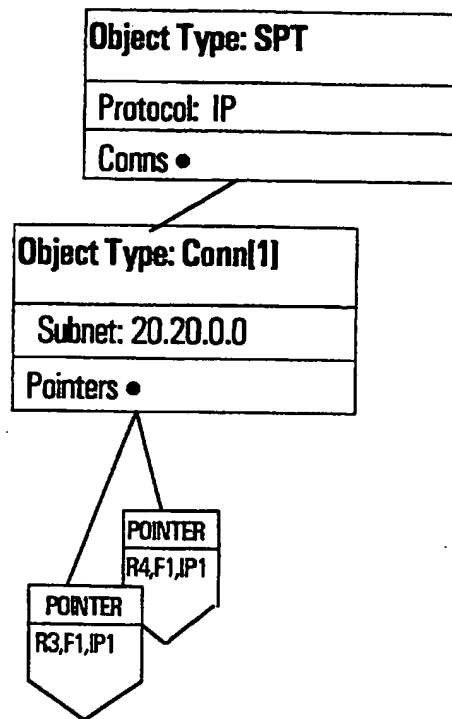 Object Type: SPT
Protocol: IP
Conns •
Object Type: Conn[1]
Subnet: 20.20.0.0
Pointers •
POINTER
R4,F1,IP1
POINTER
R3,F1,IP1